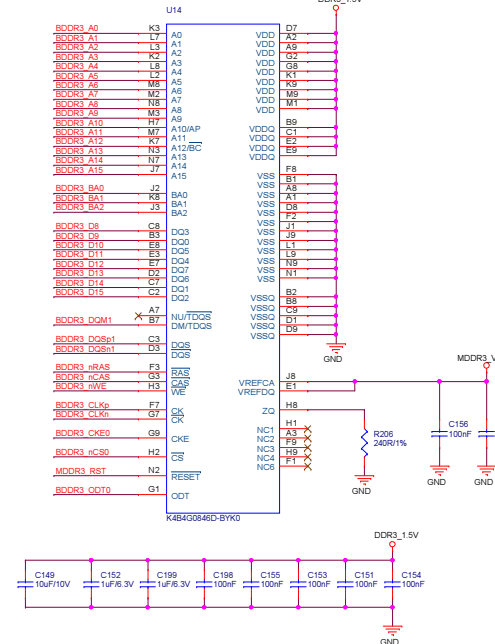 DDR3_1.5V
U14
BDDR3_A0 K3 A0 VDD D7
BDDR3_A1 L7 A1 VDD A2
BDDR3_A2 L3 A2 VDD A9
BDDR3_A3 K2 A3 VDD G2
BDDR3_A4 L8 A4 VDD G8
BDDR3_A5 L2 A5 VDD K1
BDDR3_A6 M8 A6 VDD K9
BDDR3_A7 M2 A7 VDD M9
BDDR3_A8 N8 A8 VDD M1
BDDR3_A9 M3 A9
BDDR3_A10 H7 A10/AP VDDQ B9
BDDR3_A11 M7 A11 VDDQ C1
BDDR3_A12 K7 A12/BC VDDQ E2
BDDR3_A13 N3 A13 VDDQ E9
BDDR3_A14 N7 A14
BDDR3_A15 J7 A15 VSS F8
VSS B1
BDDR3_BA0 J2 BA0 VSS A8
BDDR3_BA1 K8 BA1 VSS A1
BDDR3_BA2 J3 BA2 VSS D8
VSS F2
BDDR3_D8 C8 DQ3 VSS J1
BDDR3_D9 B3 DQ0 VSS J9
BDDR3_D10 E8 DQ5 VSS L1
BDDR3_D11 E3 DQ4 VSS L9
BDDR3_D12 E7 DQ7 VSS N9
BDDR3_D13 D2 DQ6 VSS N1
BDDR3_D14 C7 DQ1
BDDR3_D15 C2 DQ2 VSSQ B2
VSSQ B8
A7 NU/TDQS VSSQ C9
BDDR3_DQM1 B7 DM/TDQS VSSQ D1
VSSQ D9
BDDR3_DQSp1 C3 DQS
BDDR3_DQSn1 D3 DQS
GND
BDDR3_nRAS F3 RAS
BDDR3_nCAS G3 CAS VREFCA J8
BDDR3_nWE H3 WE VREFDQ E1
MDDR3_V
BDDR3_CLKp F7 CK ZQ H8
BDDR3_CLKn G7 CK
BDDR3_CKE0 G9 CKE
NC1 H1
NC2 A3
NC3 F9
NC4 H9
NC6 F1
R206
240R/1%
C156
100nF
BDDR3_nCS0 H2 CS
MDDR3_RST N2 RESET
BDDR3_ODT0 G1 ODT
GND
GND
GND
K4B4G0846D-BYK0
DDR3_1.5V
C149
10uF/10V
C152
1uF/6.3V
C199
1uF/6.3V
C198
100nF
C155
100nF
C153
100nF
C151
100nF
C154
100nF
GND